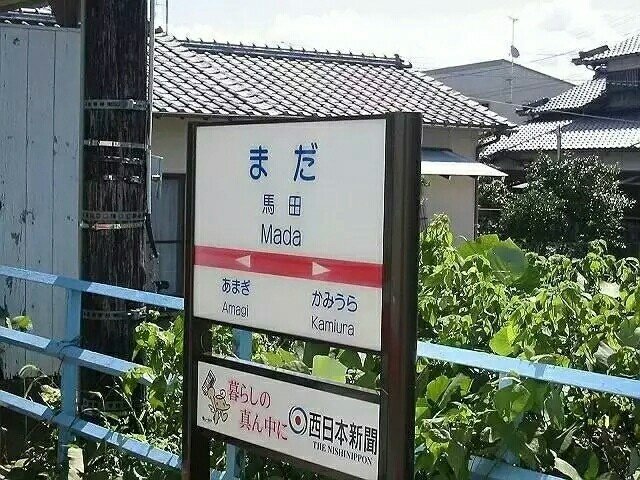 まだ
馬田
Mada
あまぎ かみうら
Amagi Kamiura
暮らしの
真ん中に
西日本新聞
THE NISHINIPPON